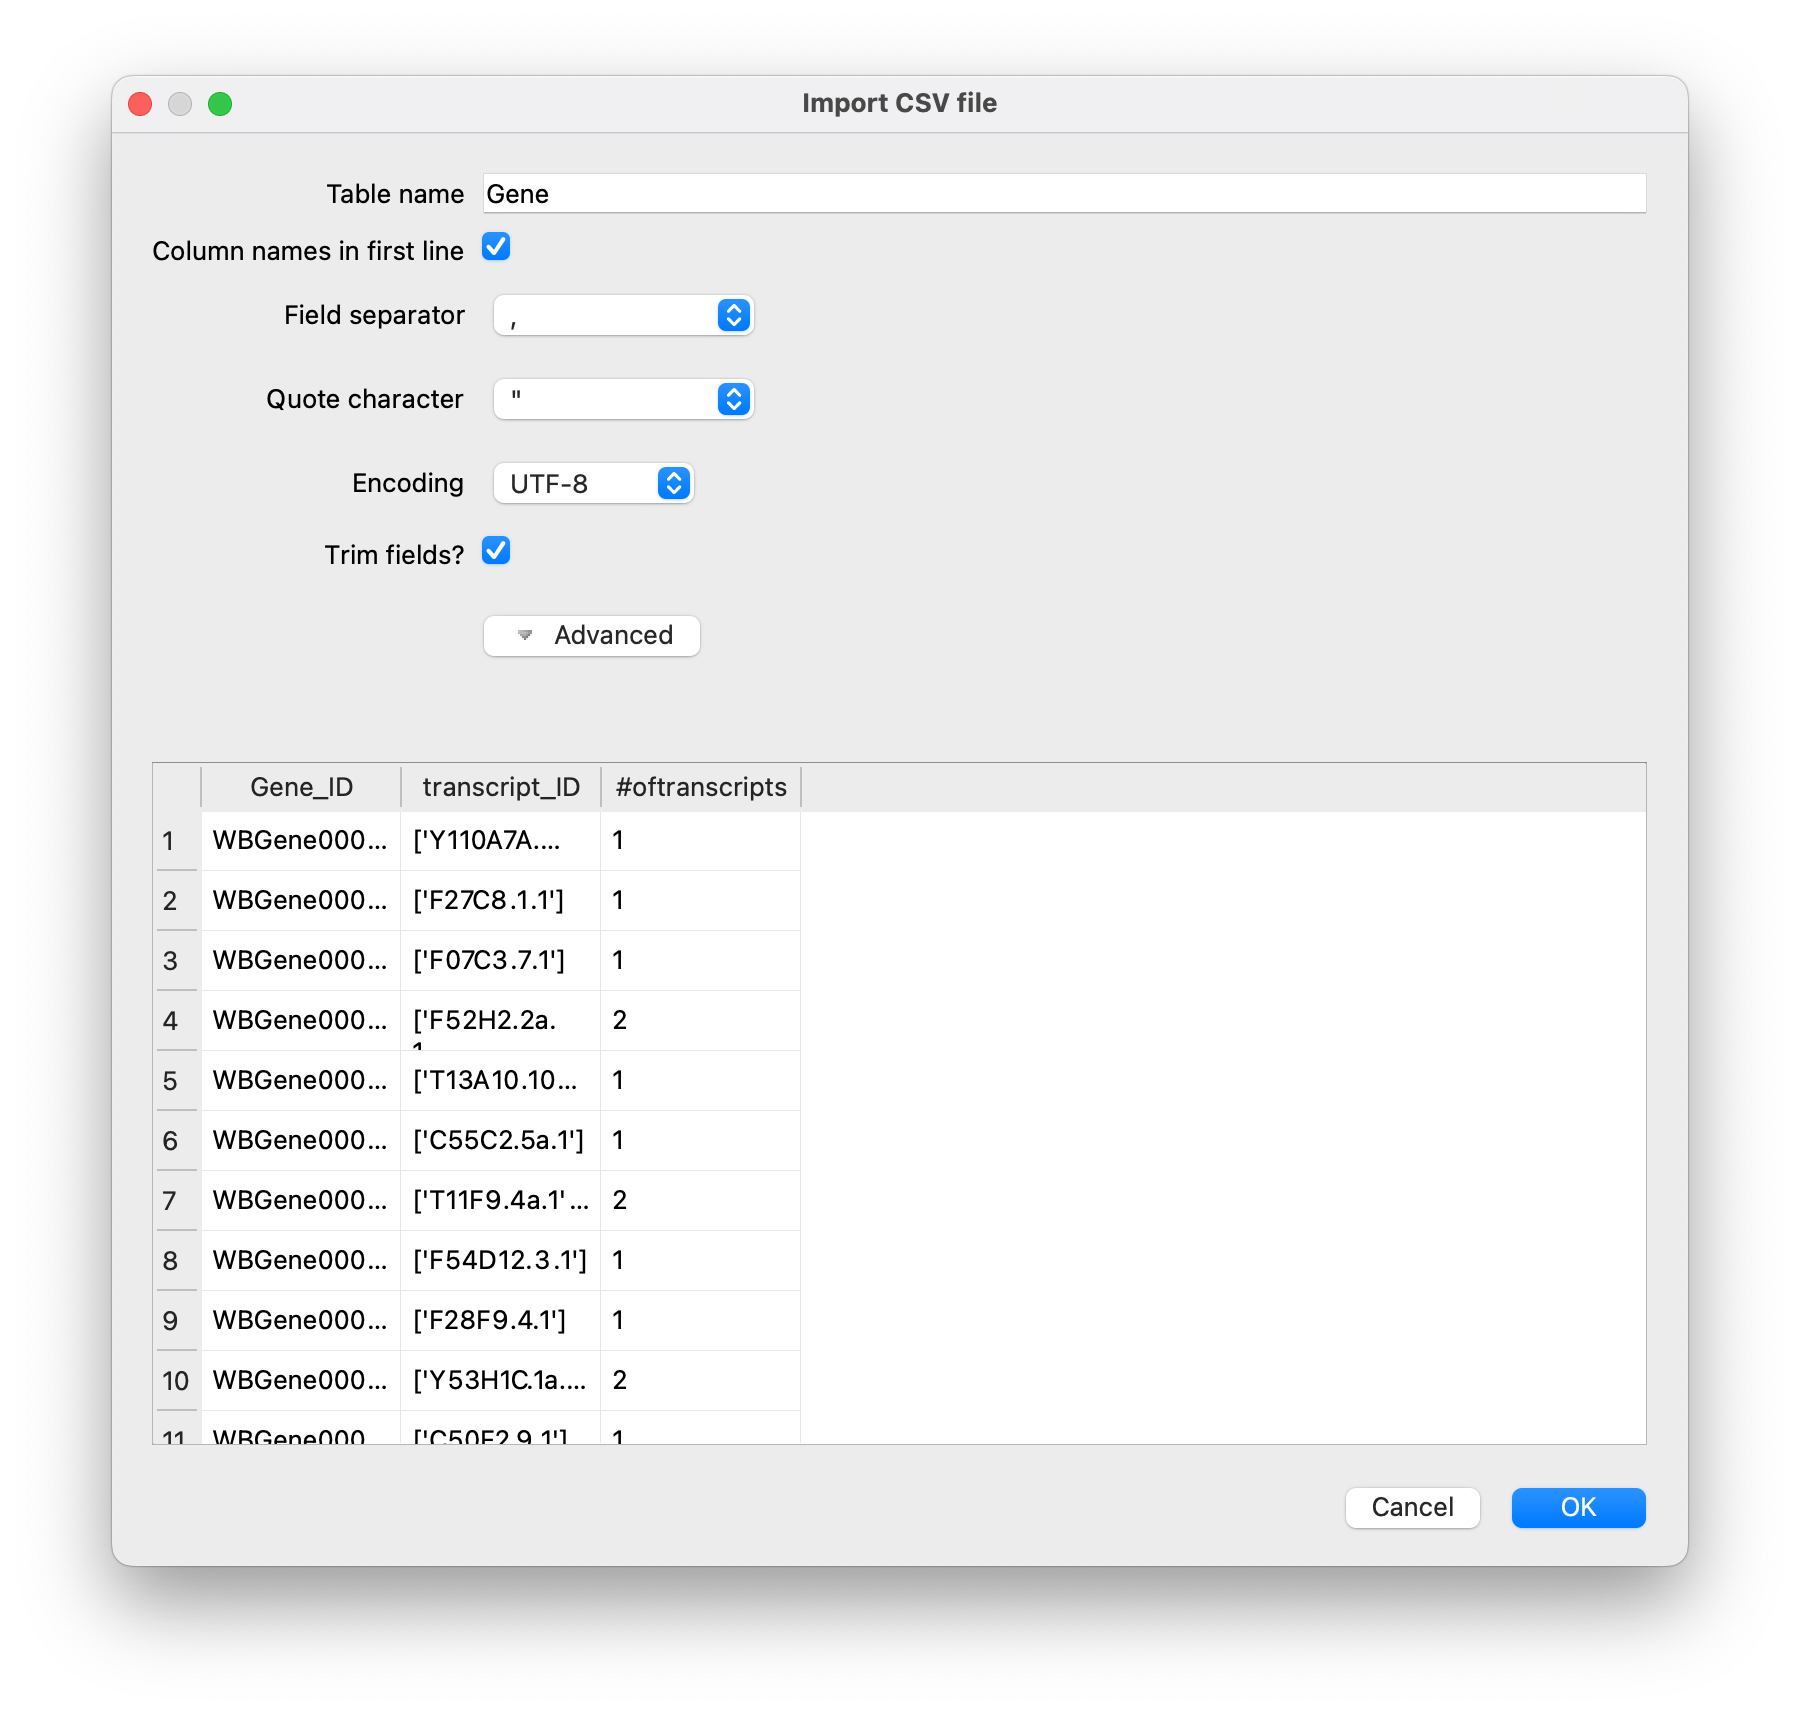 Import CSV file
Table name Gene
Column names in first line
Field separator ,
Quote character "
Encoding UTF-8
Trim fields?
Advanced
Gene_ID transcript_ID #oftranscripts
1 WBGene000... ['Y110A7A.... 1
2 WBGene000... ['F27C8.1.1'] 1
3 WBGene000... ['F07C3.7.1'] 1
4 WBGene000... ['F52H2.2a. 2
1
5 WBGene000... ['T13A10.10... 1
6 WBGene000... ['C55C2.5a.1'] 1
7 WBGene000... ['T11F9.4a.1'... 2
8 WBGene000... ['F54D12.3.1'] 1
9 WBGene000... ['F28F9.4.1'] 1
10 WBGene000... ['Y53H1C.1a.... 2
11 WBGene000 1
Cancel OK